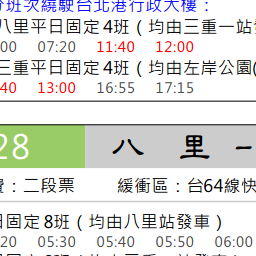 分班次繞駛台北港行政大樓：
八里平日固定4班（均由三重一站
00 07:20 11:40 12:00
三重平日固定4班（均由左岸公園(
40 13:00 16:55 17:15
28 八 里 一
費：二段票 緩衝區：台64線快
日固定8班（均由八里站發車）
20 05:30 05:40 05:50 06:00